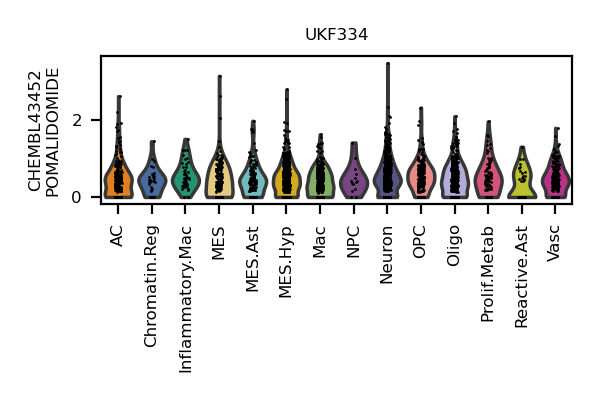 UKF334
CHEMBL43452
POMALIDOMIDE
2
0
AC
Chromatin.Reg
Inflammatory.Mac
MES
MES.Ast
MES.Hyp
Mac
NPC
Neuron
OPC
Oligo
Prolif.Metab
Reactive.Ast
Vasc